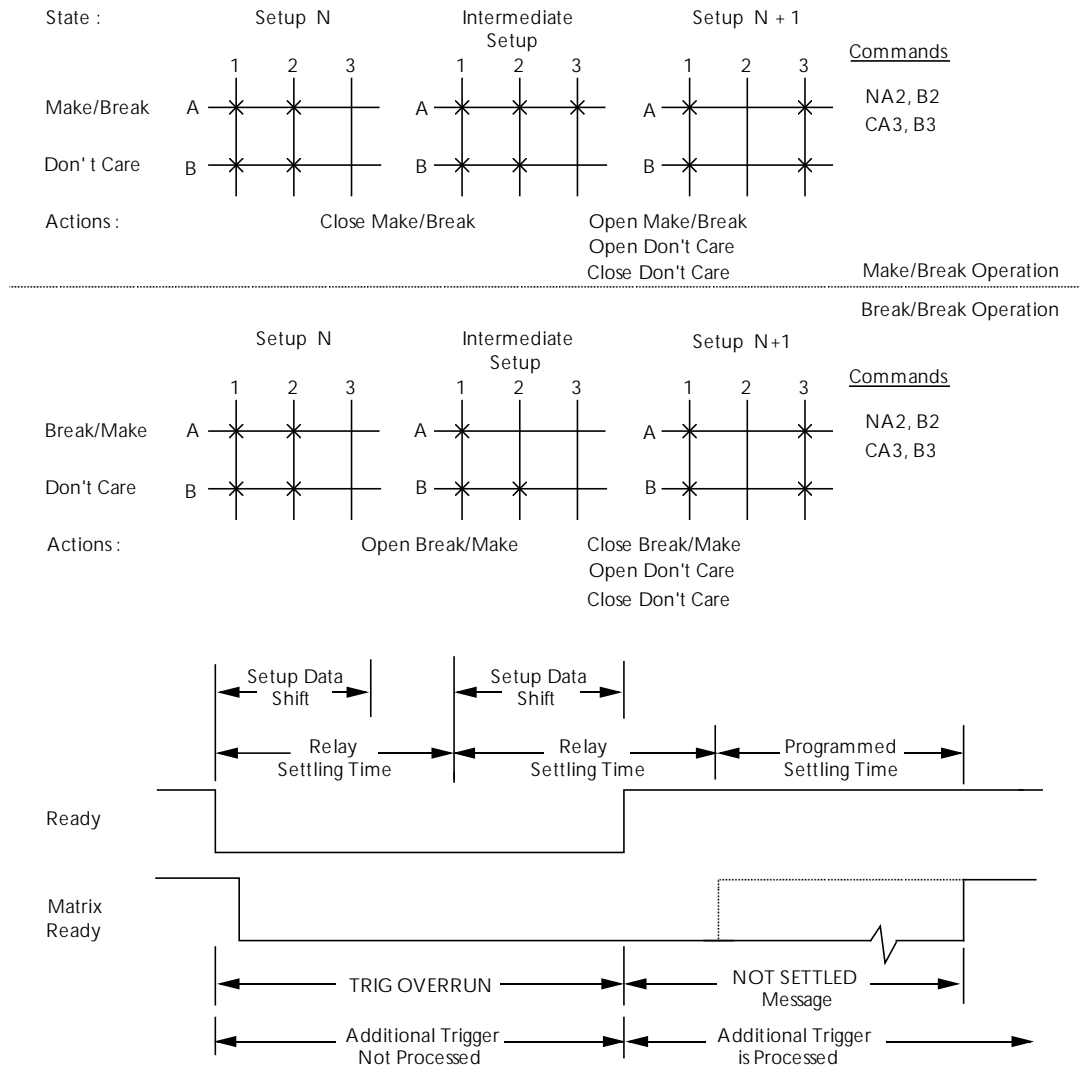 State : Setup N Intermediate Setup Setup N + 1
Commands
1 2 3 1 2 3 1 2 3
Make/Break A A A NA2, B2
CA3, B3
Don't Care B B B
Actions : Close Make/Break Open Make/Break
Open Don't Care
Close Don't Care Make/Break Operation
Break/Break Operation
Setup N Intermediate Setup Setup N+1
Commands
1 2 3 1 2 3 1 2 3
Break/Make A A A NA2, B2
CA3, B3
Don't Care B B B
Actions : Open Break/Make Close Break/Make
Open Don't Care
Close Don't Care
Setup Data Shift Setup Data Shift
Relay Settling Time Relay Settling Time Programmed Settling Time
Ready
Matrix Ready
TRIG OVERRUN NOT SETTLED Message
Additional Trigger Not Processed Additional Trigger is Processed